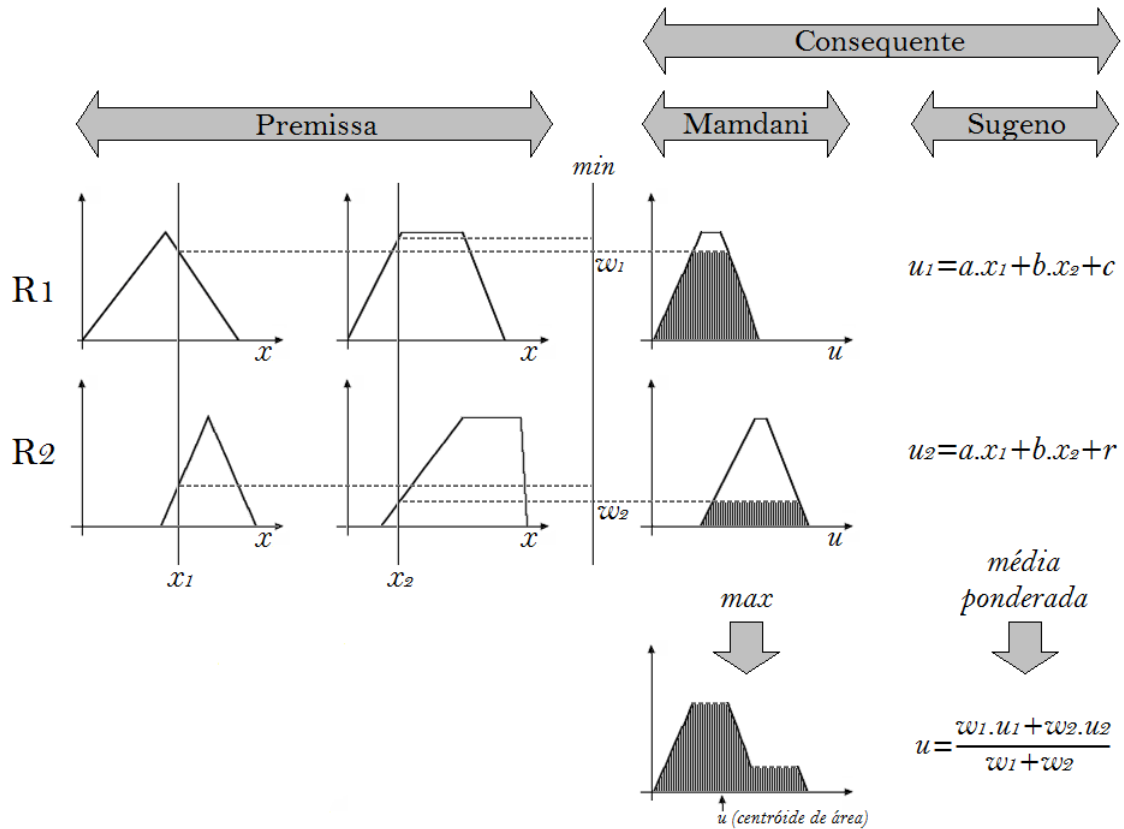 Consequente
Premissa
Mamdani
Sugeno
min
R1
w1
x
x
u
u1=a.x1+b.x2+c
R2
w2
x
x
u
u2=a.x1+b.x2+r
x1
x2
max
média
ponderada
u=w1.u1+w2.u2
w1+w2
u (centróide de área)